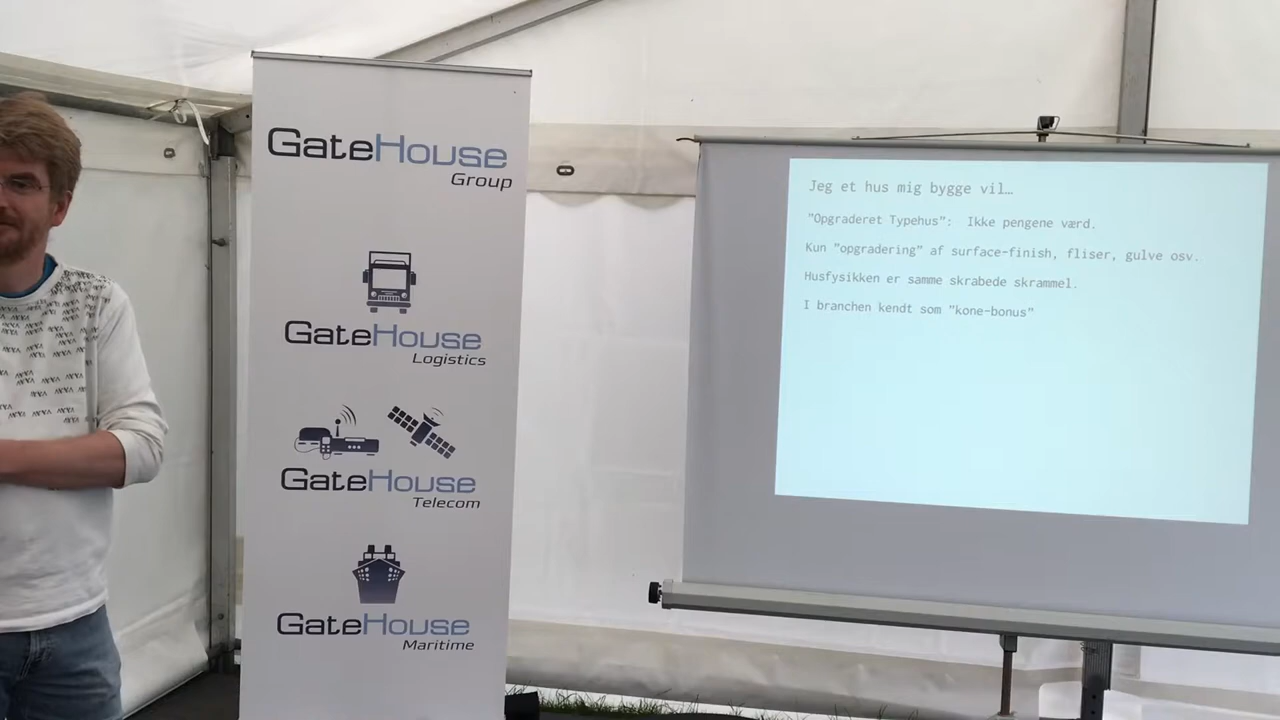 GateHouse
Group
GateHouse
Logistics
GateHouse
Telecom
GateHouse
Maritime
Jeg et hus mig bygge vil…
"Opgraderet Typehus": Ikke pengene værd.
Kun "opgradering" af surface-finish, fliser, gulve osv.
Husfysikken er samme skrabede skrammel.
I branchen kendt som "kone-bonus"